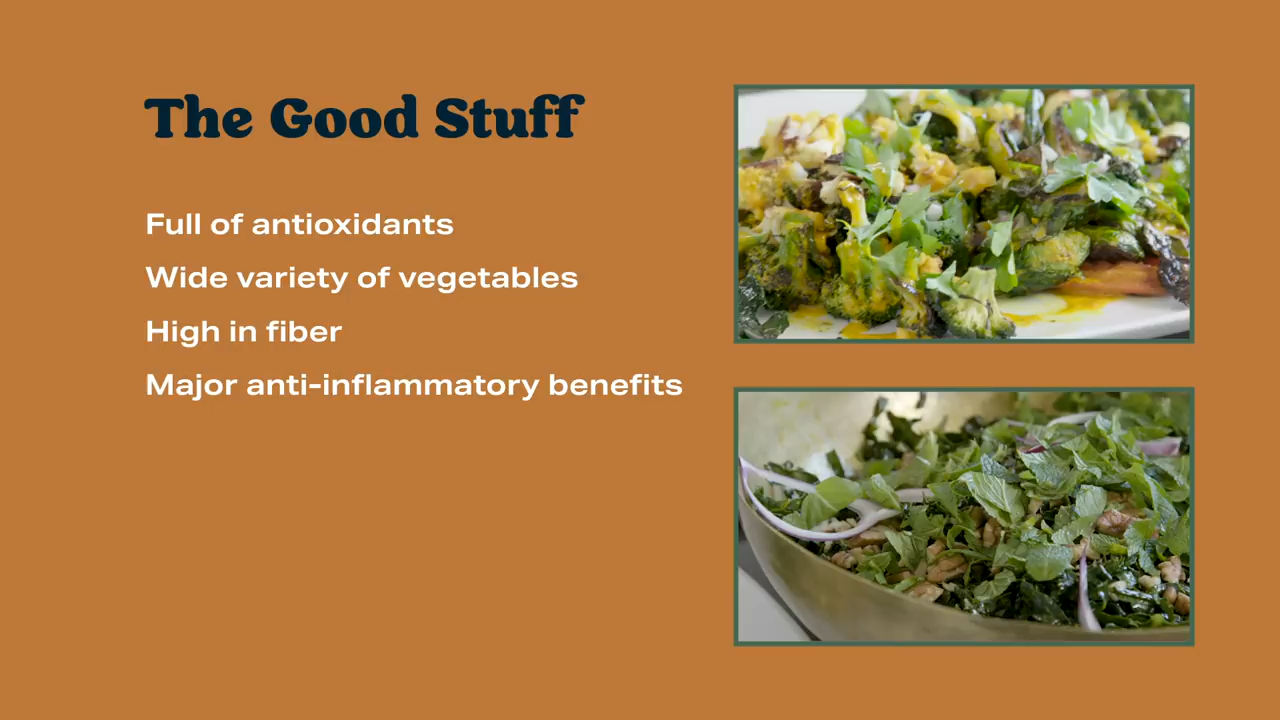 The Good Stuff
Full of antioxidants
Wide variety of vegetables
High in fiber
Major anti-inflammatory benefits